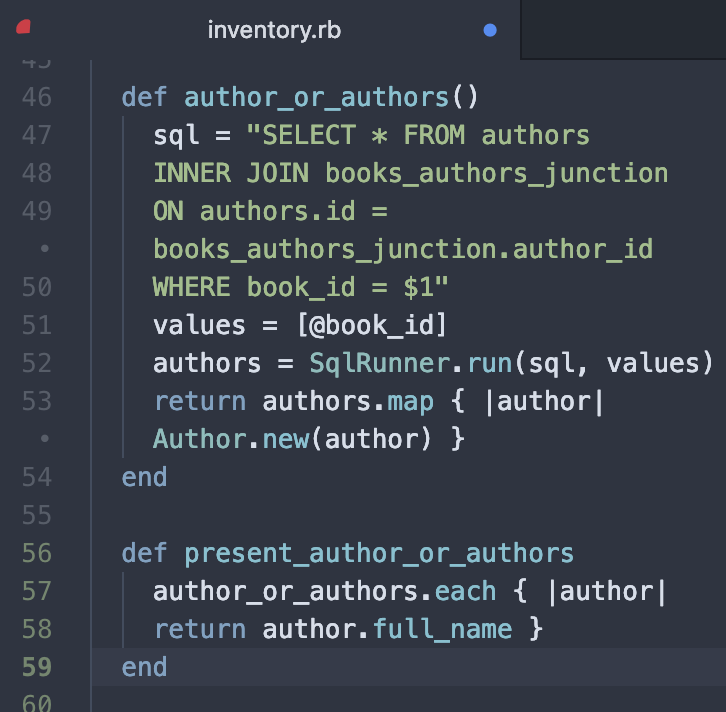 inventory.rb
45
46 def author_or_authors()
47 sql = "SELECT * FROM authors
48 INNER JOIN books_authors_junction
49 ON authors.id =
• books_authors_junction.author_id
50 WHERE book_id = $1"
51 values = [@book_id]
52 authors = SqlRunner.run(sql, values)
53 return authors.map { |author|
• Author.new(author) }
54 end
55
56 def present_author_or_authors
57 author_or_authors.each { |author|
58 return author.full_name }
59 end
60